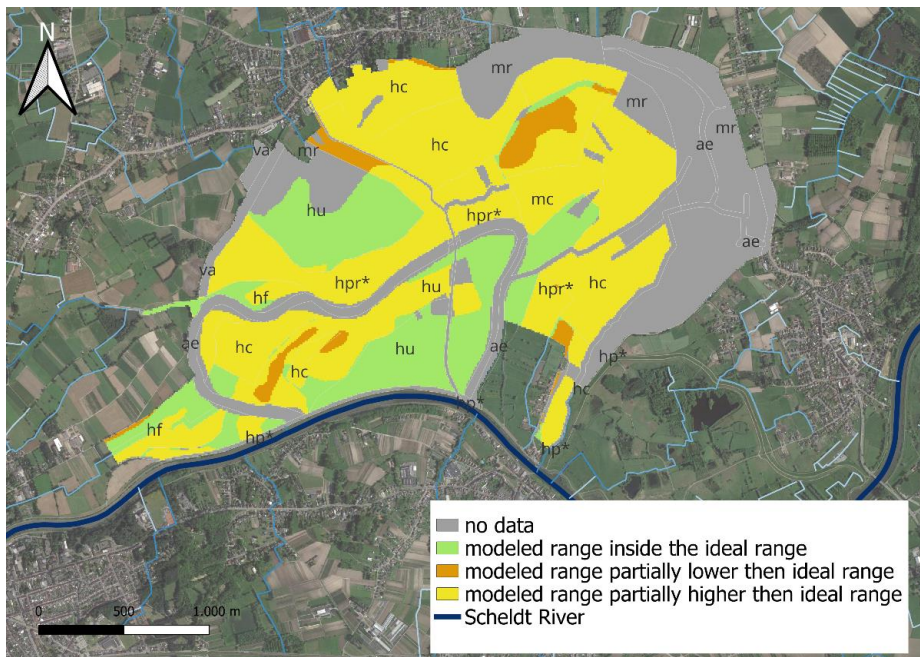 N
hc
mr
mr
mr
ae
va*
mr
hc
hu
hpr*
mc
va
hpr*
hu
hpr*
hc
ae
hf
ae
hc
hu
ae
hp*
hc
hc
hp*
hf
hp*
hp*
no data
modeled range inside the ideal range
modeled range partially lower then ideal range
modeled range partially higher then ideal range
Scheldt River
0 500 1.000 m